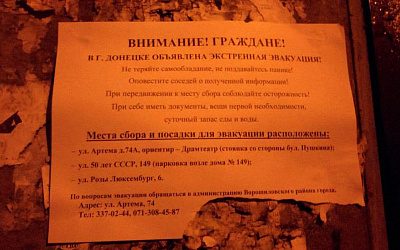 ВНИМАНИЕ! ГРАЖДАНЕ!
В Г. ДОНЕЦКЕ ОБЪЯВЛЕНА ЭКСТРЕННАЯ ЭВАКУАЦИЯ!
Не теряйте самообладание, не поддавайтесь панике!
Оповестите соседей о полученной информации!
При передвижении к месту сбора соблюдайте осторожность!
При себе иметь документы, вещи первой необходимости,
суточный запас еды и воды.
Места сбора и посадки для эвакуации расположены:
– ул. Артема д.74А, ориентир – Драмтеатр (стоянка со стороны бул. Пушкина);
– ул. 50 лет СССР, 149 (парковка возле дома № 149);
– ул. Розы Люксембург, 6.
По вопросам эвакуации обращаться в администрацию Ворошиловского района города.
Адрес: ул. Артема, 74
Тел: 337-02-44, 071-308-45-87